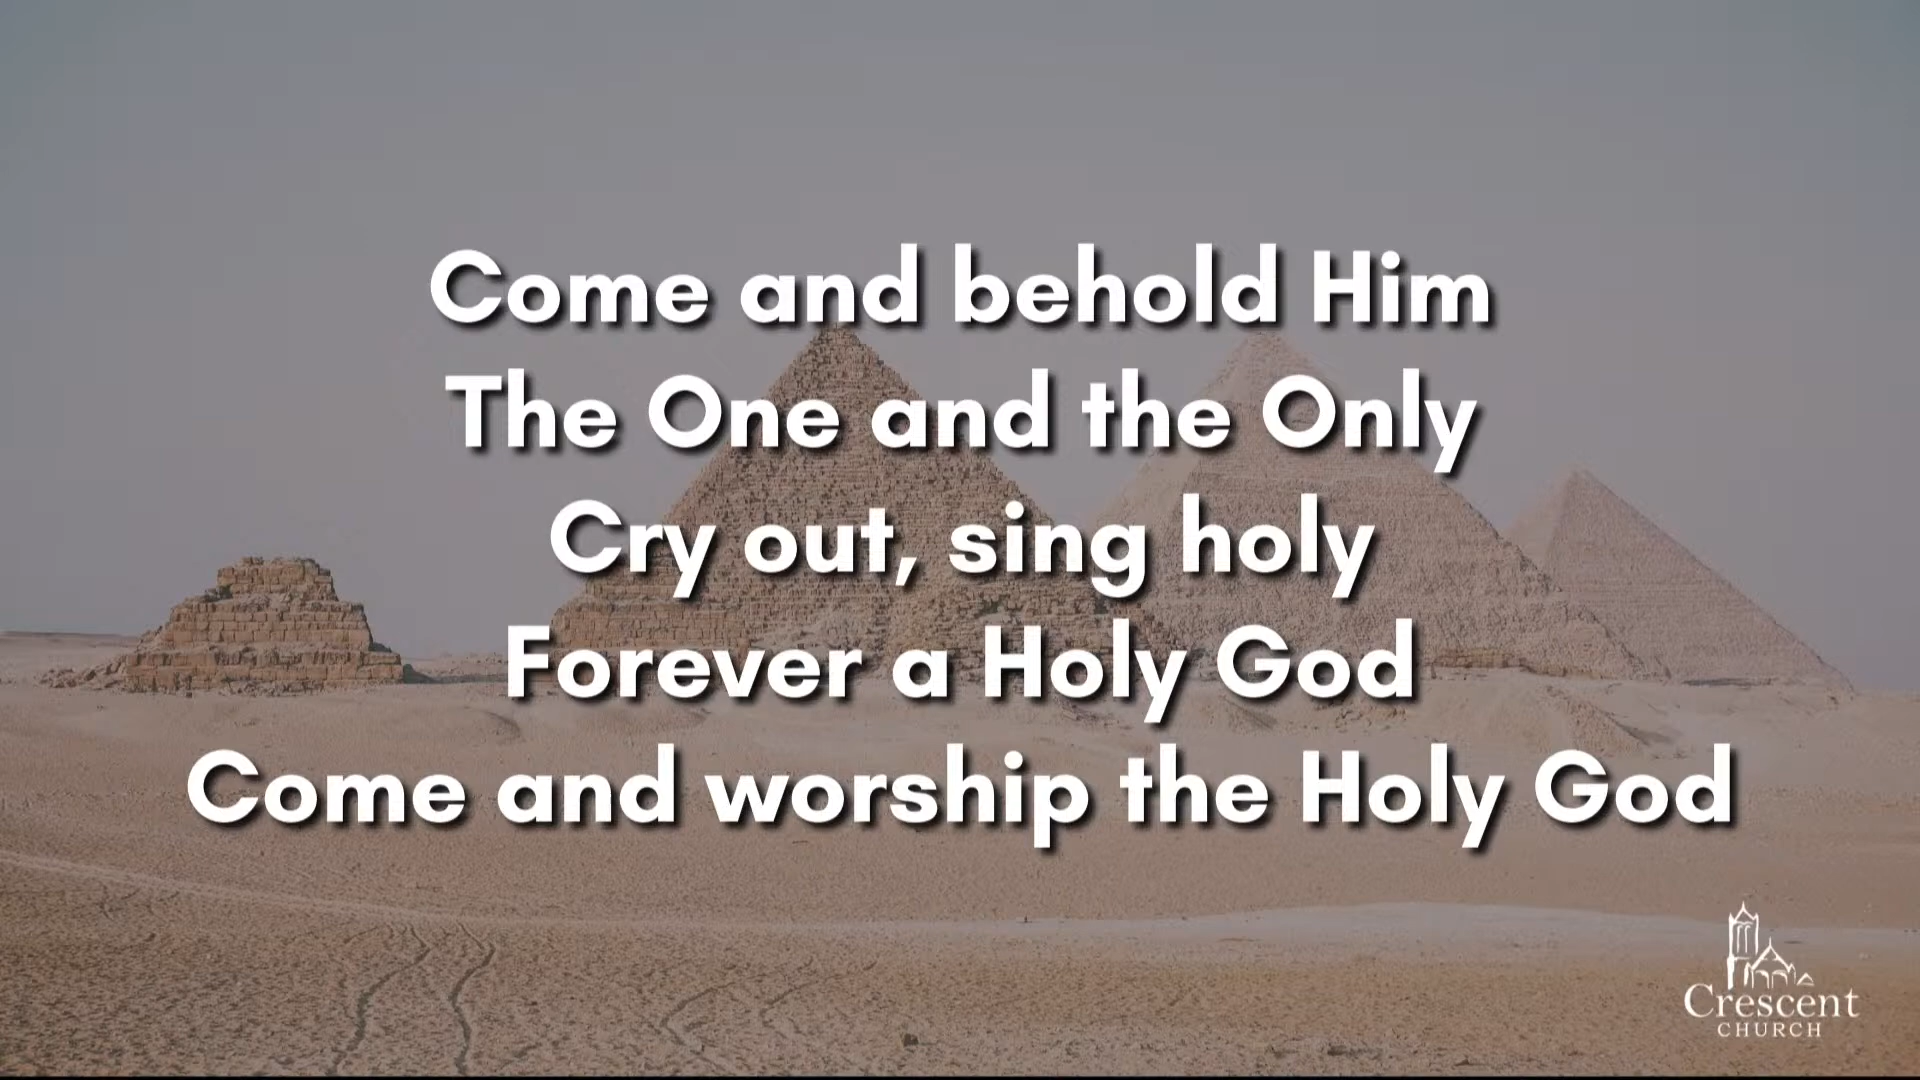 Come and behold Him
The One and the Only
Cry out, sing holy
Forever a Holy God
Come and worship the Holy God
Crescent
CHURCH